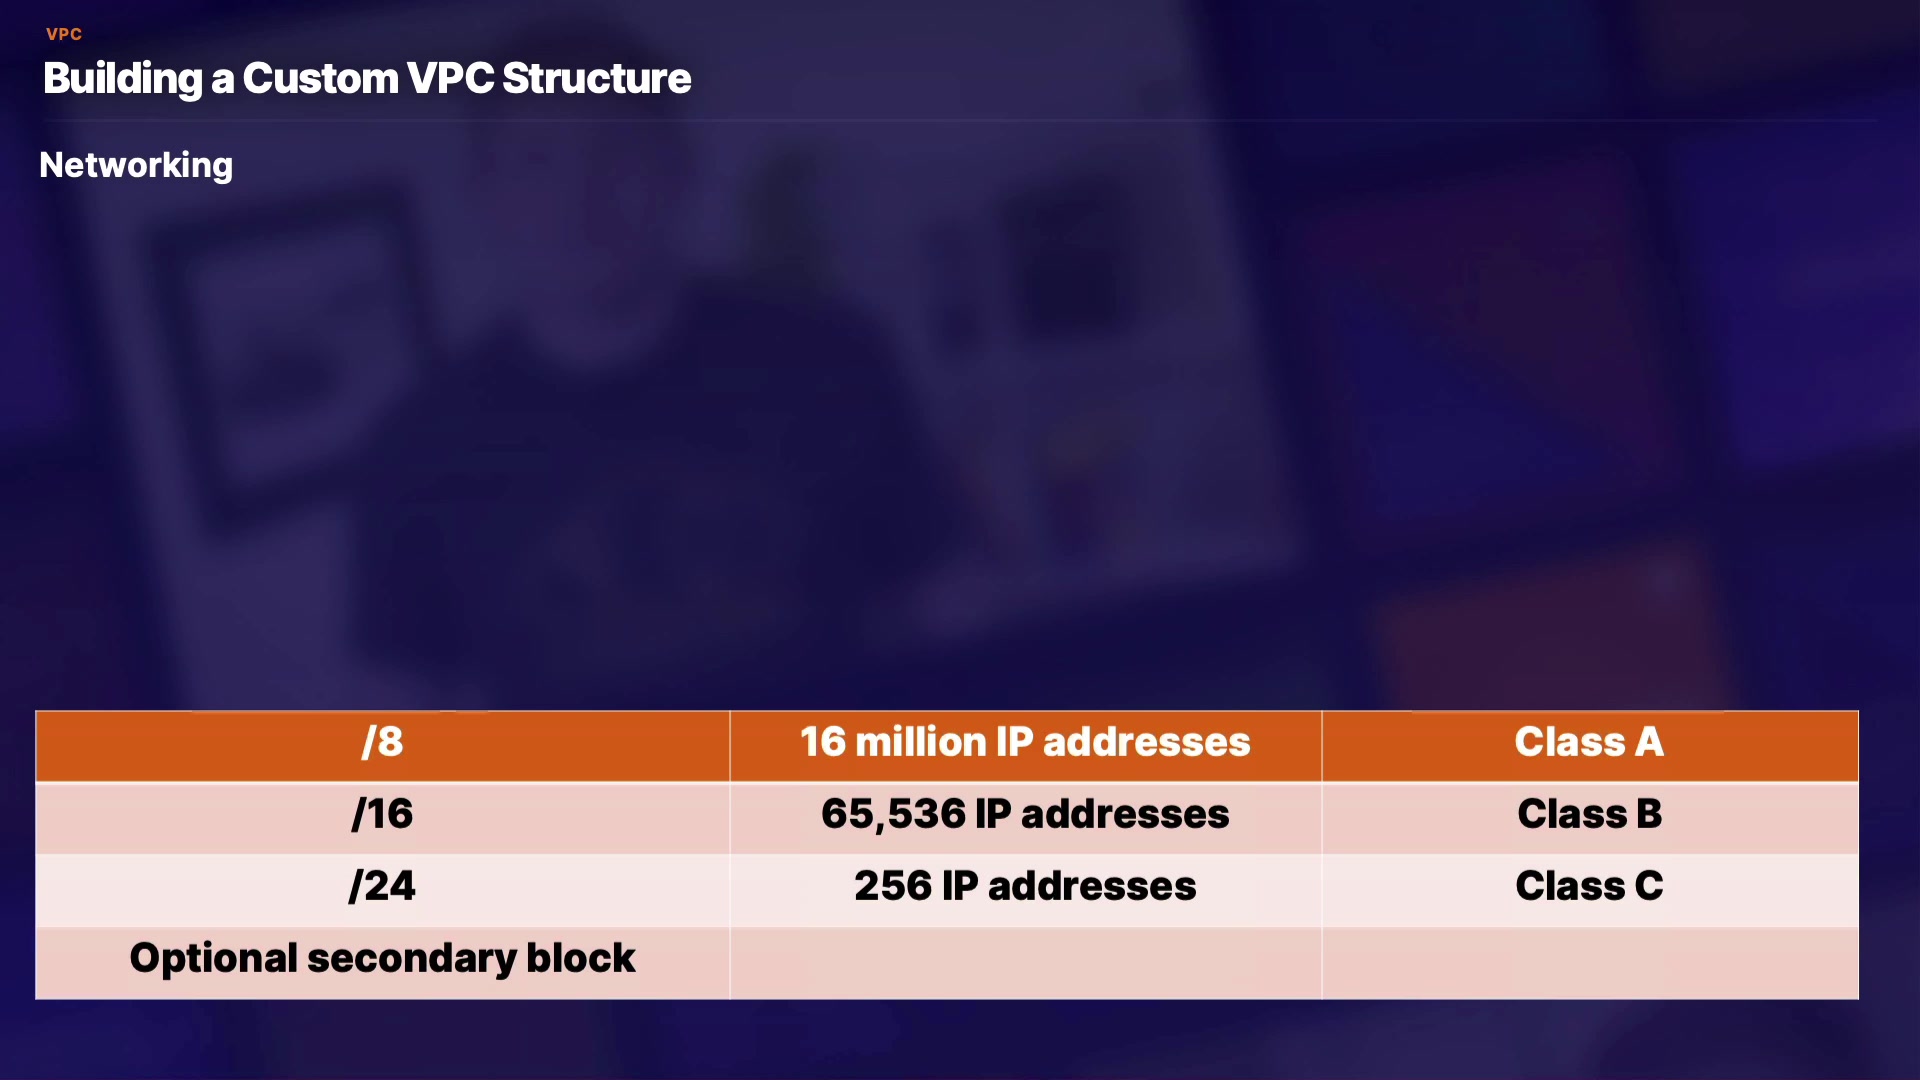 VPC
Building a Custom VPC Structure
Networking
/8 16 million IP addresses Class A
/16 65,536 IP addresses Class B
/24 256 IP addresses Class C
Optional secondary block